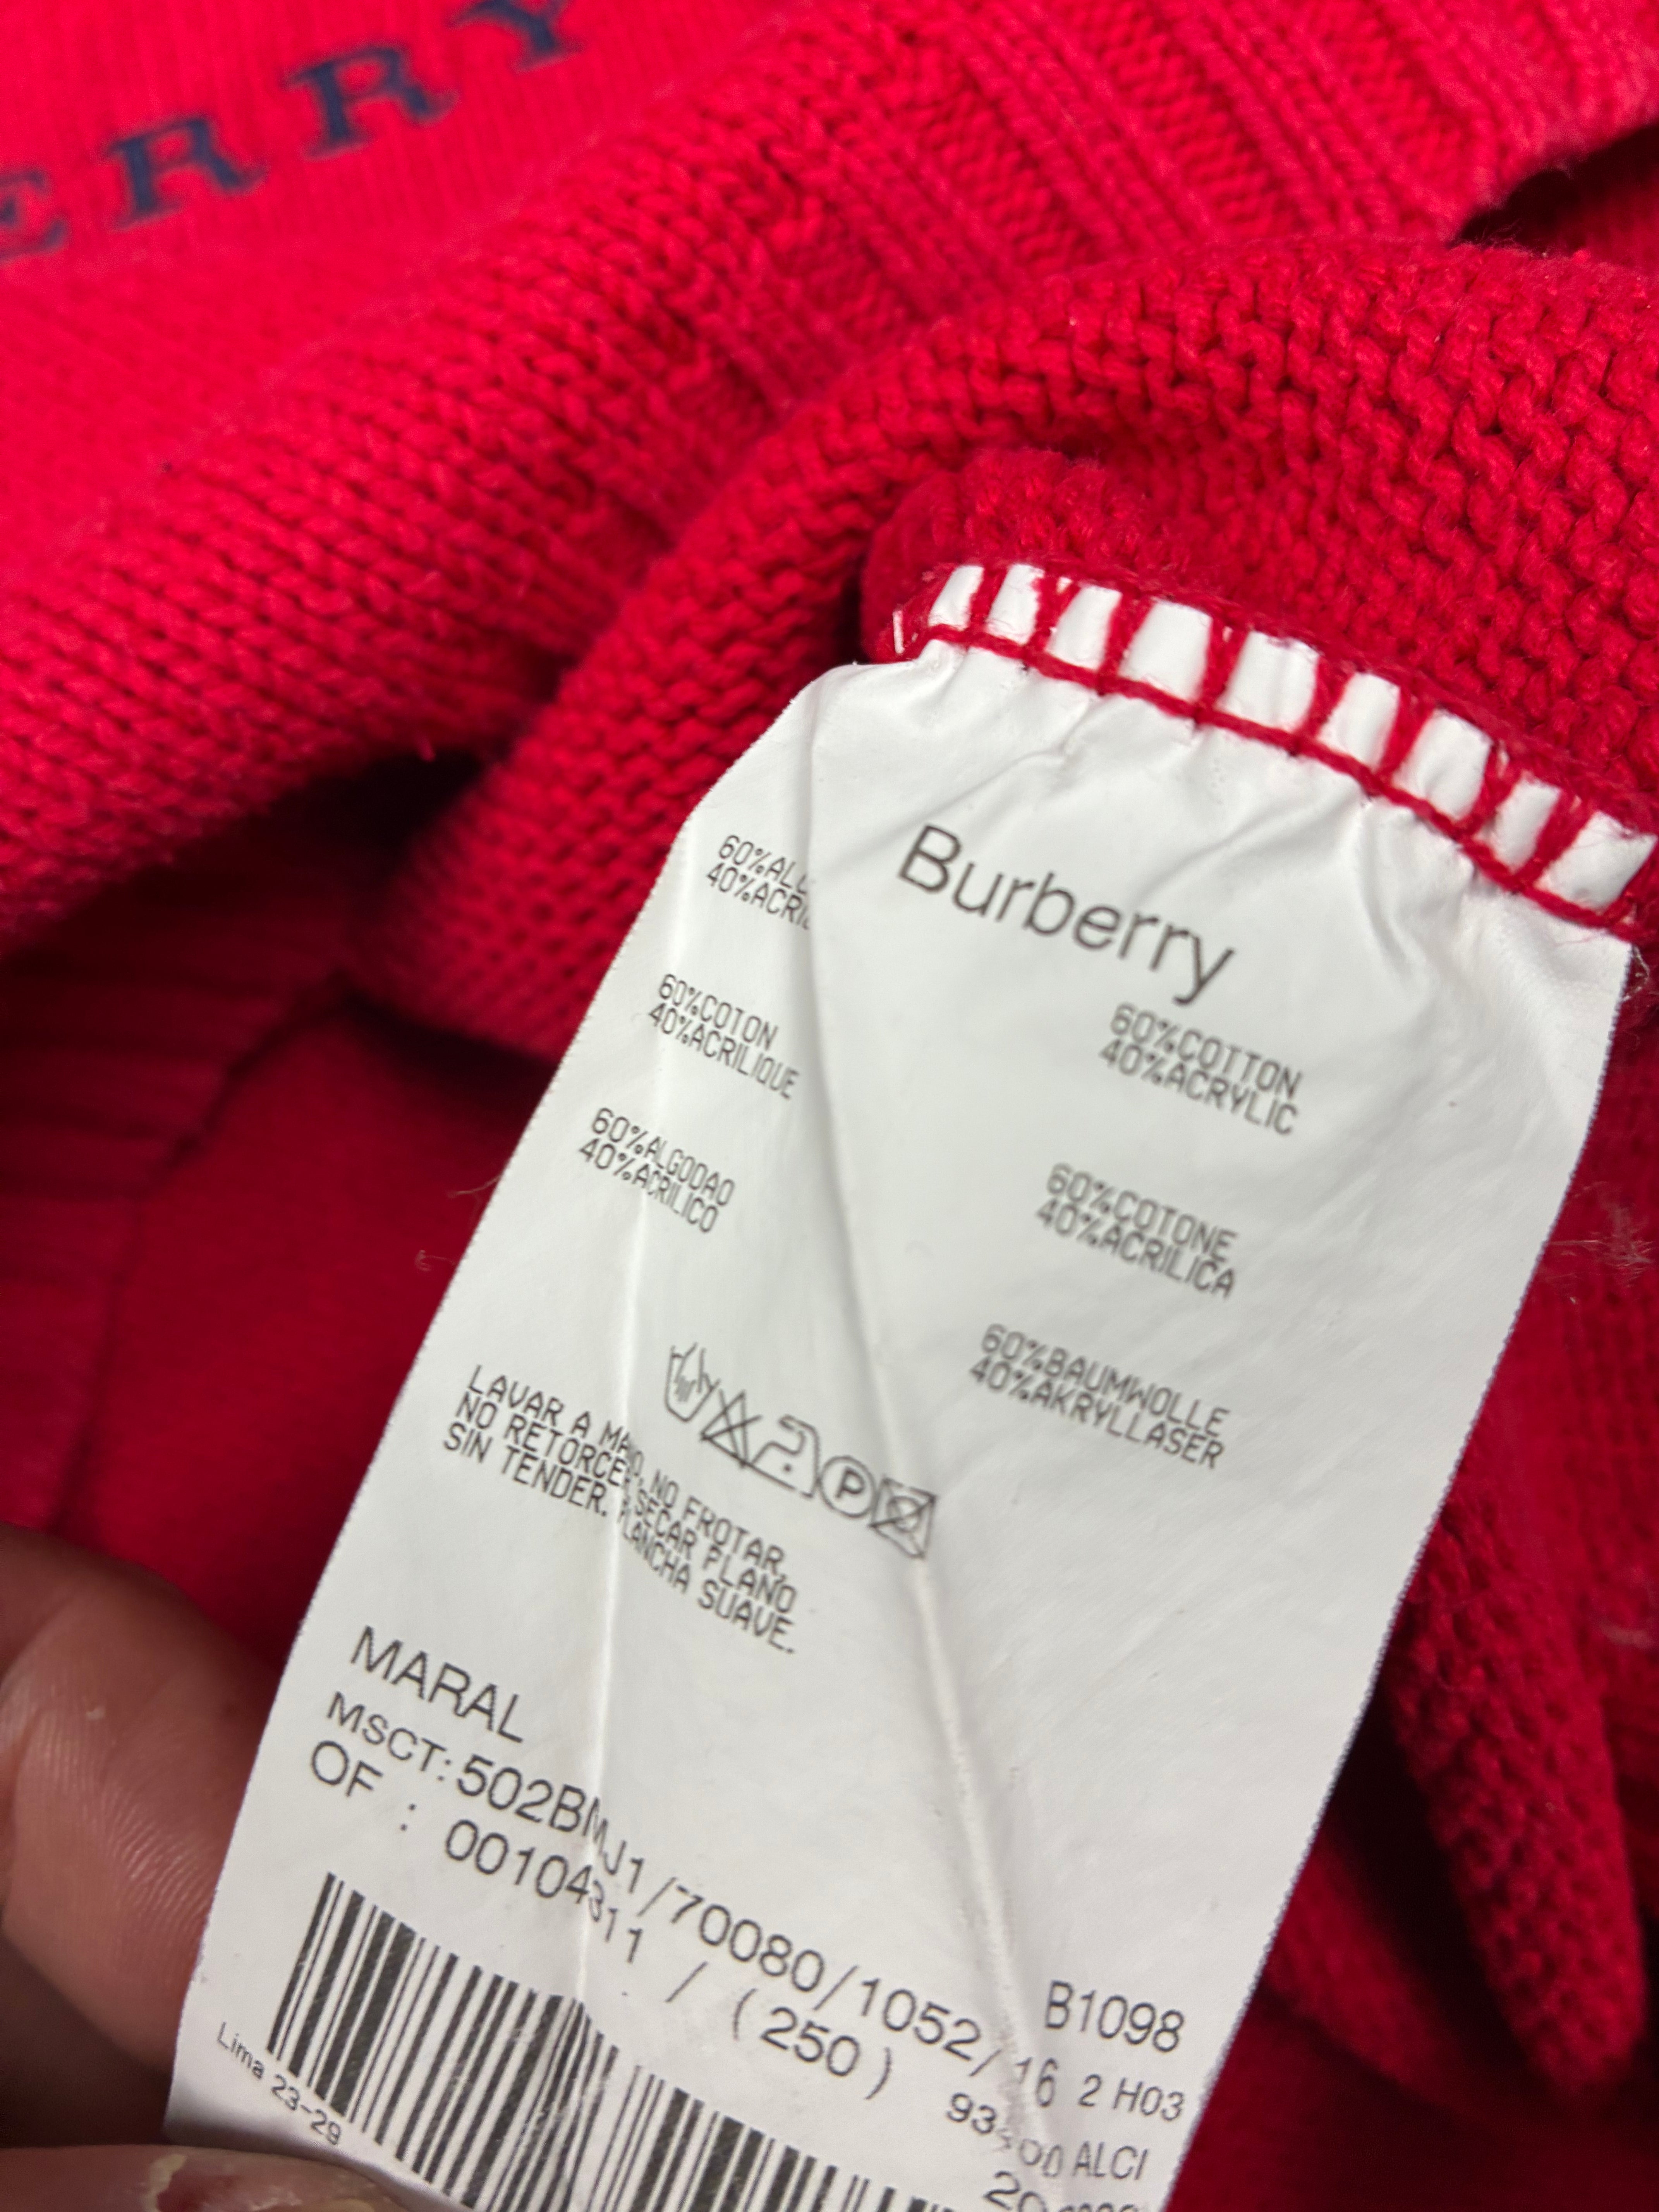 ERRY
Burberry
60%COTTON
40%ACRYLIC
60%COTON
40%ACRILIQUE
60%COTONE
40%ACRILICA
60%ALGODAO
40%ACRILICO
60%BAUMWOLLE
40%AKRYLLASER
P
LAVAR A MANO, NO FROTAR,
NO RETORCER, SECAR PLANO
SIN TENDER. PLANCHA SUAVE.
MARAL
MSCT: 502BMJ1/70080/1052/16
OF : 00104311 / (250)
B1098
2 H03
ALCI
Lima 23-29